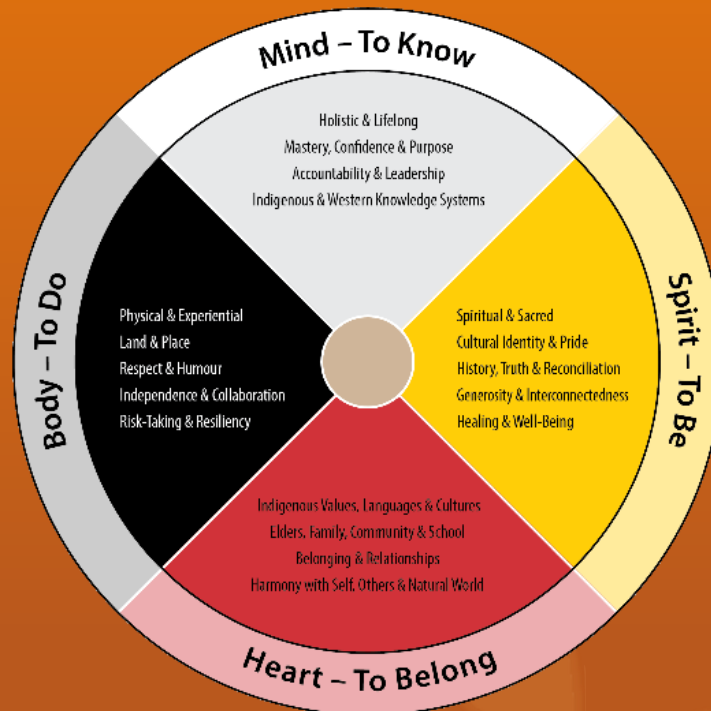 Mind – To Know
Holistic & Lifelong
Mastery, Confidence & Purpose
Accountability & Leadership
Indigenous & Western Knowledge Systems
Body – To Do
Physical & Experiential
Land & Place
Respect & Humour
Independence & Collaboration
Risk-Taking & Resiliency
Spiritual & Sacred
Cultural Identity & Pride
History, Truth & Reconciliation
Generosity & Interconnectedness
Healing & Well-Being
Spirit – To Be
Indigenous Values, Languages & Cultures
Elders, Family, Community & School
Belonging & Relationships
Harmony with Self, Others & Natural World
Heart – To Belong